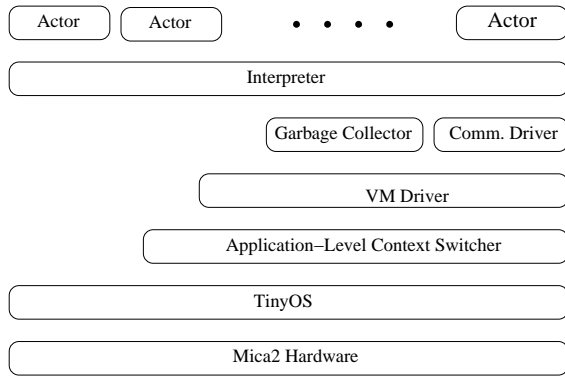 Actor Actor Actor
Interpreter
Garbage Collector Comm. Driver
VM Driver
Application−Level Context Switcher
TinyOS
Mica2 Hardware